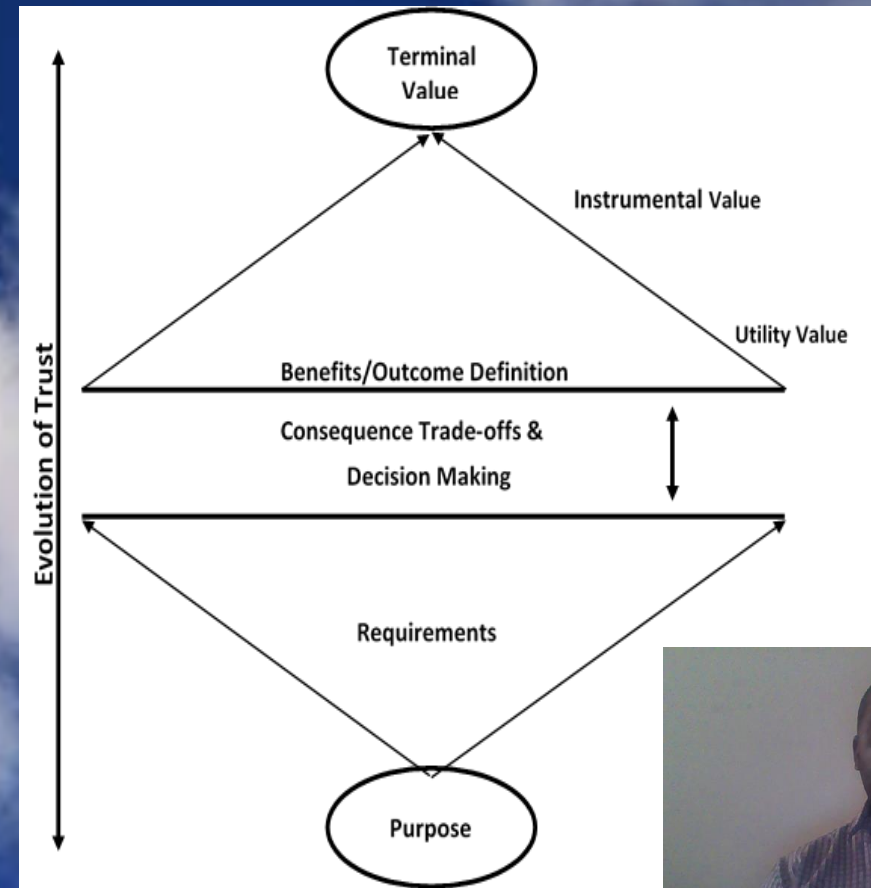 Terminal
Value
Instrumental Value
Utility Value
Benefits/Outcome Definition
Consequence Trade-offs &
Decision Making
Evolution of Trust
Requirements
Purpose